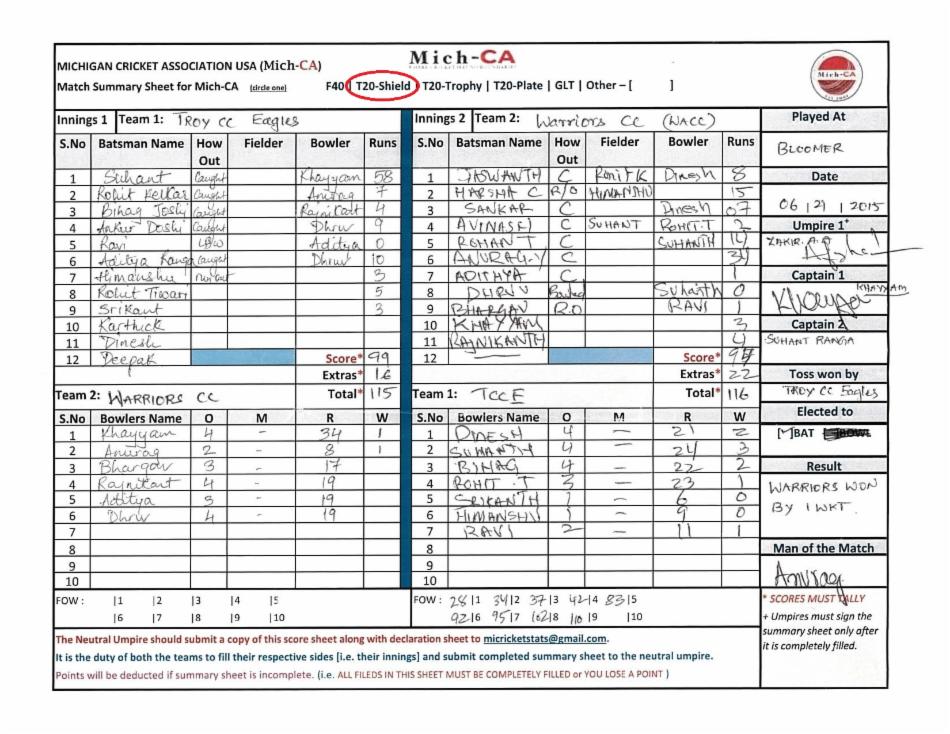 Mich-CA
MICHIGAN CRICKET ASSOCIATION USA (Mich-CA)
Match Summary Sheet for Mich-CA (circle one) F40 | T20-Shield | T20-Trophy | T20-Plate | GLT | Other – [ ]
Mich-CA
Innings 1 Team 1: TROY CC Eagles
S.No Batsman Name How Out Fielder Bowler Runs
1 Suhant Caught Khayyam 58
2 Rohit Kelkar Caught Anurag 7
3 Bihag Joshi Caught RajniCant 4
4 Ankur Doshi Caught Dhruv 9
5 Ravi LBW Aditya 0
6 Aditya Ranga Caught Dhruv 10
7 Himanshu Not out 3
8 Rohit Tiwari 5
9 Srikant 3
10 Karthick
11 Dinesh
12 Deepak Score* 99
Extras* 16
Team 2: WARRIORS CC Total* 115
S.No Bowlers Name O M R W
1 Khayyam 4 - 34 1
2 Anurag 2 - 8 1
3 Bhargav 3 - 17
4 Rajnikant 4 - 19
5 Aditya 3 - 19
6 Dhruv 4 - 19
7
8
9
10
FOW : |1 |2 |3 |4 |5
|6 |7 |8 |9 |10
Innings 2 Team 2: Warriors CC (WACC)
S.No Batsman Name How Out Fielder Bowler Runs
1 JASWANTH C Dinesh 8
2 HARSHA C R/O HIMANSHU 15
3 SANKAR C Dinesh 07
4 AVINASH C SUHANT ROHIT.T 2
5 ROHAN T C SUHANTH 14
6 ANURAG-Y C
7 ADITHYA C 1
8 DHRUV Bowled Suhanth 0
9 BHARGAV R.O RAVI 1
10 KHAYYAM 3
11 RAJNIKANTH 4
12 Score*
Extras* 22
Team 1: TCCE Total* 116
S.No Bowlers Name O M R W
1 DINESH 4 — 21 2
2 SUHANTH 4 — 24 3
3 BIHAG 4 — 22 2
4 ROHIT .T 3 — 23 1
5 SRIKANTH 1 – 6 0
6 HIMANSHU 1 – 9 0
7 RAVI 2 – 11 1
8
9
10
FOW : 28|1 34|2 37|3 42|4 83|5
92|6 95|7 102|8 110|9 |10
Played At
BLOOMER
Date
06 | 21 | 2015
Umpire 1+
ZAKIR.A.
Captain 1
KHAYYAM
Captain 2
SUHANT RANGA
Toss won by
TROY CC Eagles
Elected to
[ ] BAT
Result
WARRIORS WON
BY 1 WKT.
Man of the Match
Anurag
* SCORES MUST TALLY
+ Umpires must sign the
summary sheet only after
it is completely filled.
The Neutral Umpire should submit a copy of this score sheet along with declaration sheet to micricketstats@gmail.com.
It is the duty of both the teams to fill their respective sides [i.e. their innings] and submit completed summary sheet to the neutral umpire.
Points will be deducted if summary sheet is incomplete. (i.e. ALL FILEDS IN THIS SHEET MUST BE COMPLETELY FILLED or YOU LOSE A POINT )